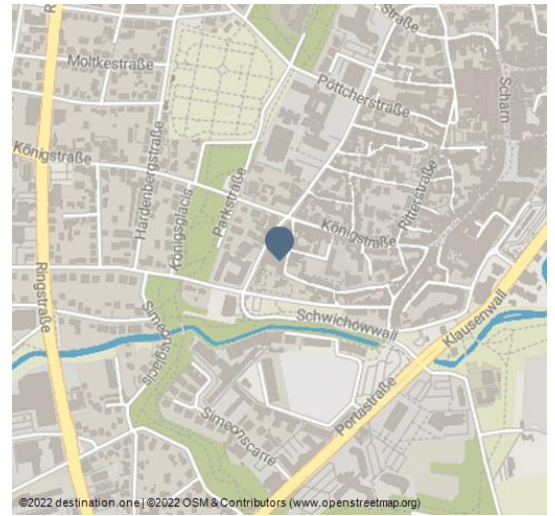 Straße
R
Moltkestraße
Pöttcherstraße
Scharn
Königstraße
Hardenbergstraße
Königsglacis
Parkstraße
Ritterstraße
Königstraße
Ringstraße
Simeonsglacis
Schwichowwall
Klausenwall
Portastraße
Simeonscarré
©2022 destination.one | ©2022 OSM & Contributors (www.openstreetmap.org)